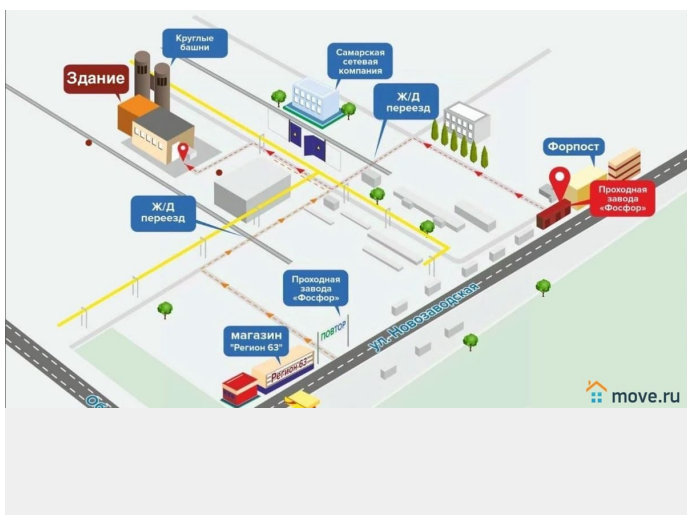 Круглые
башни
Здание
Самарская
сетевая
компания
Ж/Д
переезд
Форпост
Проходная
завода
«Фосфор»
Ж/Д
переезд
Проходная
завода
«Фосфор»
ПОВТОР
магазин
"Регион 63"
Регион 63
ул. Новозаводская
move.ru